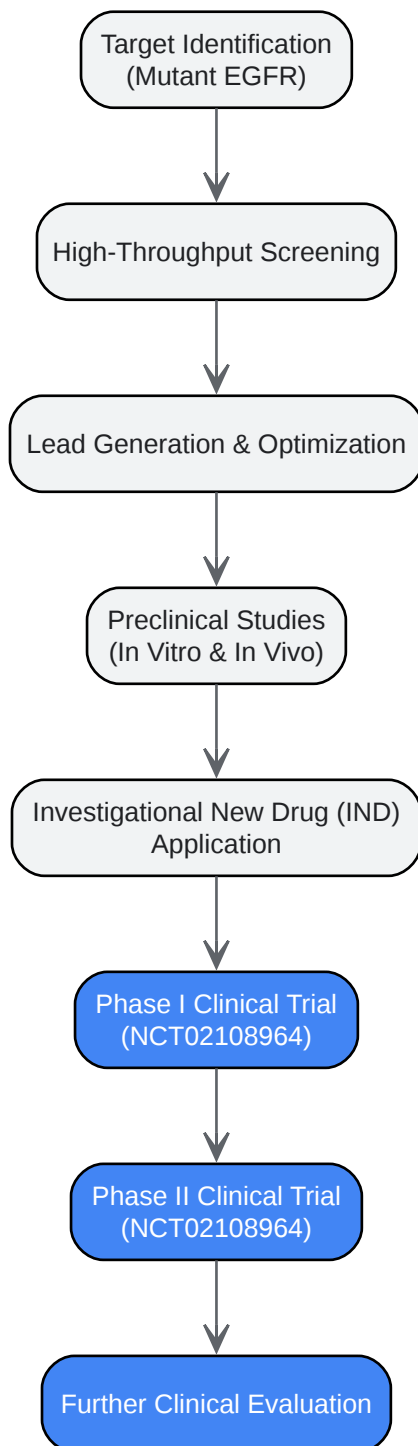 Target Identification
(Mutant EGFR)
High-Throughput Screening
Lead Generation & Optimization
Preclinical Studies
(In Vitro & In Vivo)
Investigational New Drug (IND)
Application
Phase I Clinical Trial
(NCT02108964)
Phase II Clinical Trial
(NCT02108964)
Further Clinical Evaluation